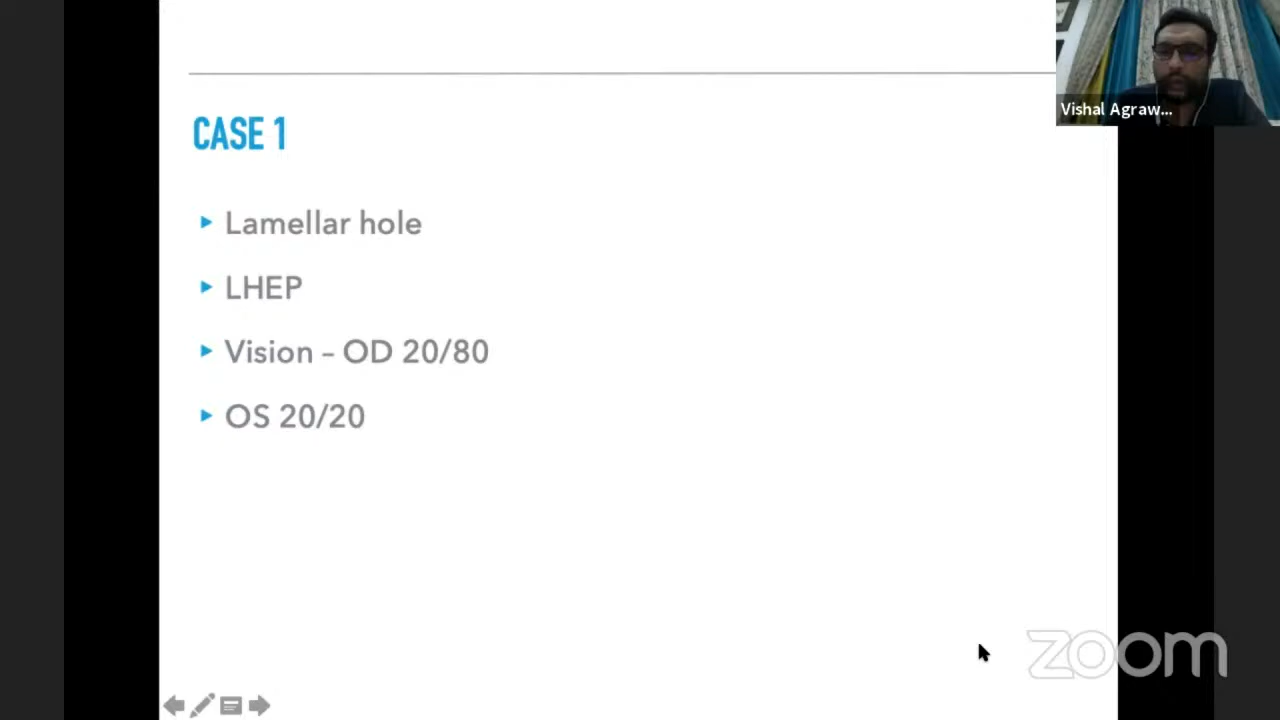 Vishal Agraw...
CASE 1
Lamellar hole
LHEP
Vision – OD 20/80
OS 20/20
zoom